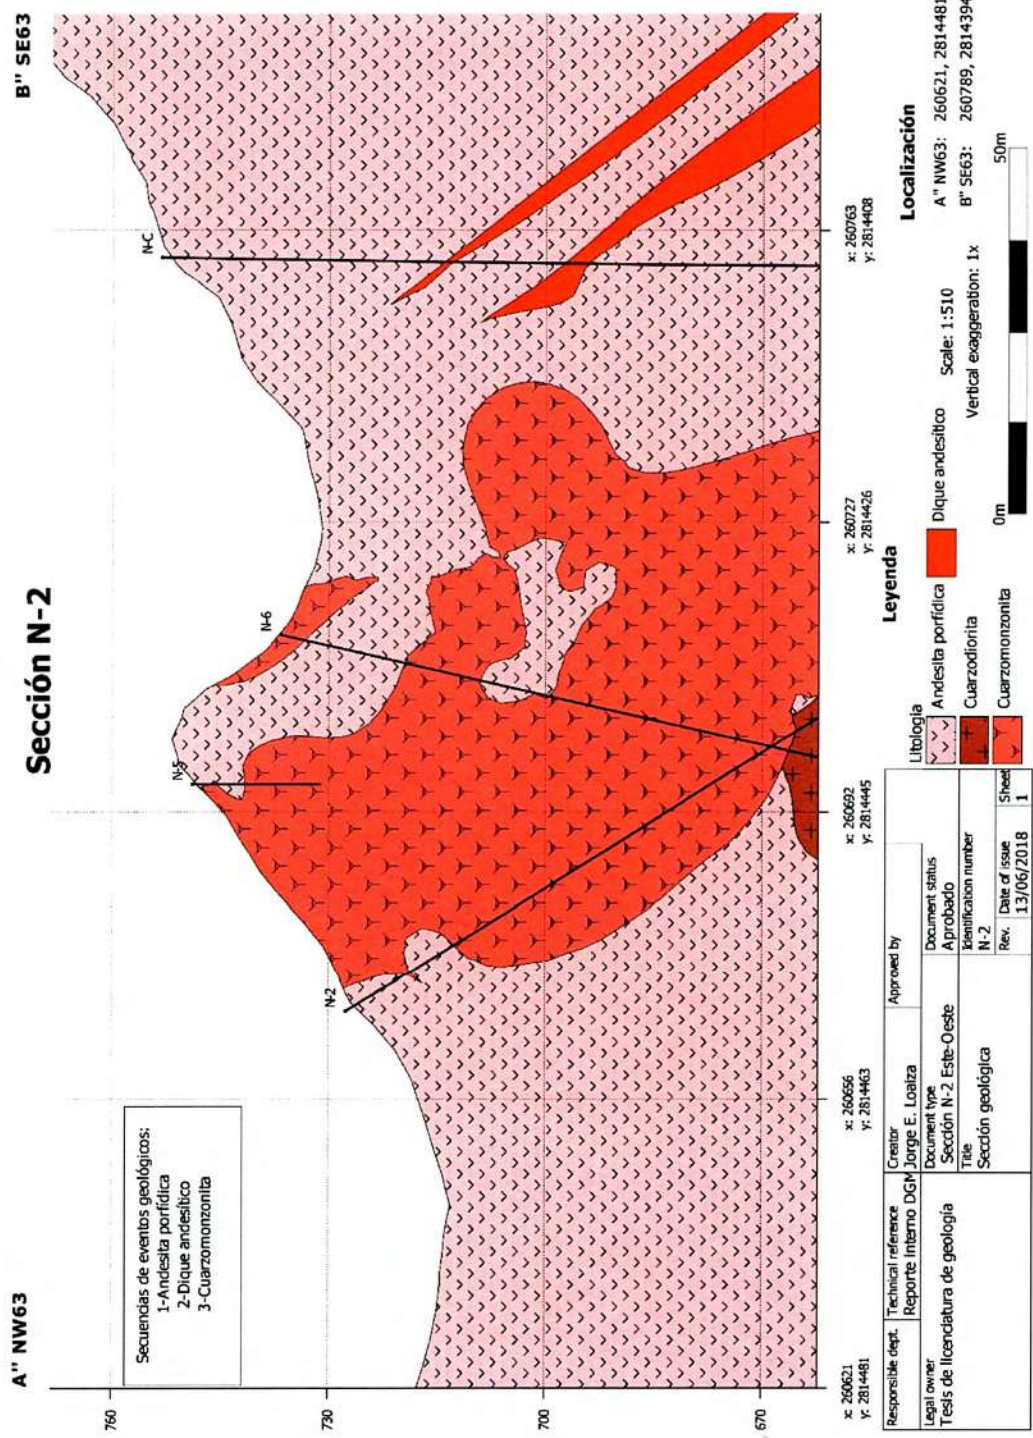 Sección N-2
A'' NW63
B'' SE63
Secuencias de eventos geológicos:
1-Andesita porfídica
2-Dique andesítico
3-Cuarzomonzonita
N-2
N-5
N-6
N-C
760
730
700
670
x: 260621
y: 2814481
x: 260656
y: 2814463
x: 260692
y: 2814445
x: 260727
y: 2814426
x: 260763
y: 2814408
Responsible dept.
Technical reference
Reporte Interno DGM
Creator
Jorge E. Loaiza
Approved by
Legal owner
Tesis de licenciatura de geología
Document type
Sección N-2 Este-Oeste
Document status
Aprobado
Title
Sección geológica
Identification number
N-2
Rev.
Date of issue
13/06/2018
Sheet
1
Leyenda
Litología
Andesita porfídica
Dique andesítico
Cuarzodiorita
Cuarzomonzonita
Scale: 1:510
Vertical exaggeration: 1x
0m
50m
Localización
A'' NW63: 260621, 2814481
B'' SE63: 260789, 2814394